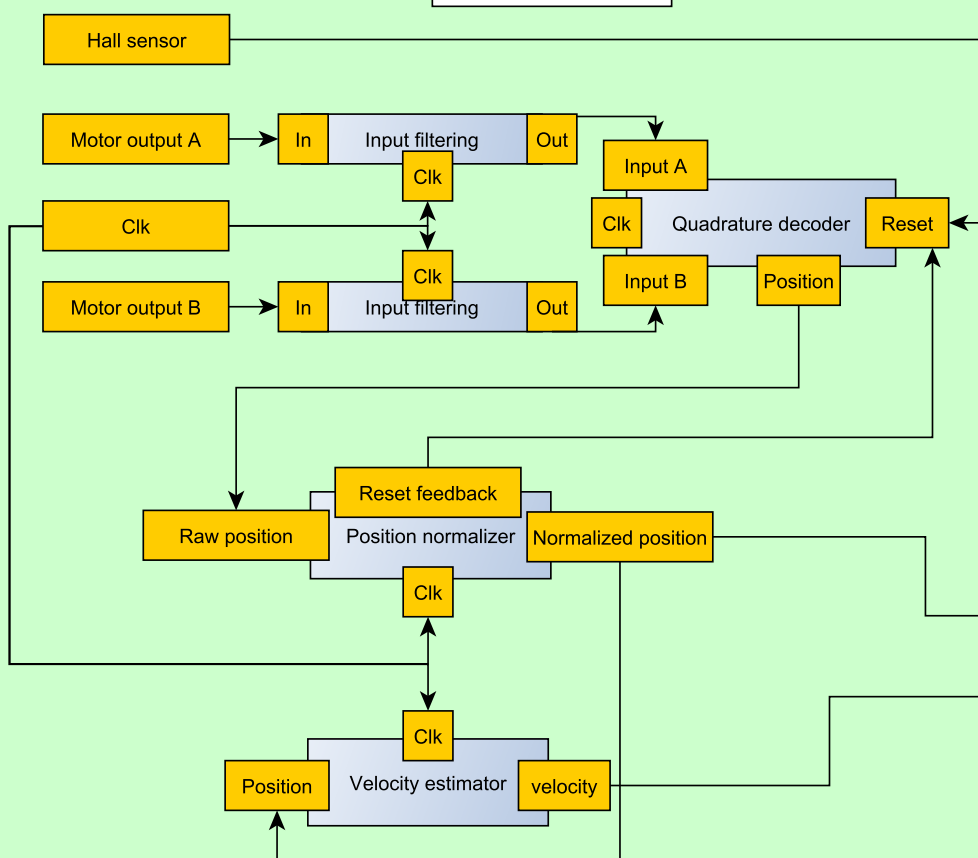 Hall sensor
Motor output A
In
Input filtering
Out
Clk
Input A
Clk
Clk
Quadrature decoder
Reset
Clk
Input B
Position
Motor output B
In
Input filtering
Out
Reset feedback
Raw position
Position normalizer
Normalized position
Clk
Clk
Position
Velocity estimator
velocity